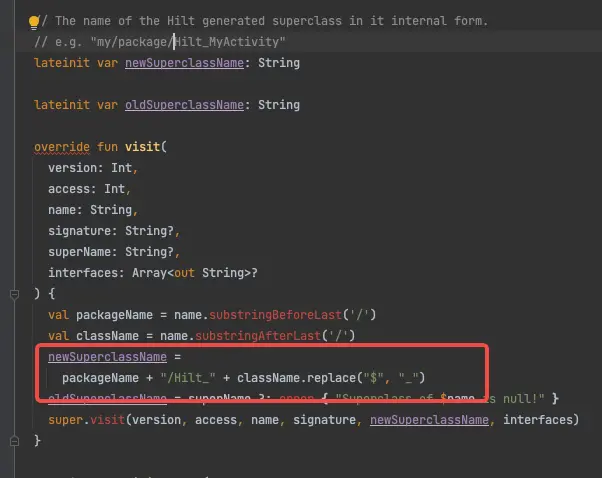 // The name of the Hilt generated superclass in it internal form.
// e.g. "my/package/Hilt_MyActivity"
lateinit var newSuperclassName: String
lateinit var oldSuperclassName: String
override fun visit(
version: Int,
access: Int,
name: String,
signature: String?,
superName: String?,
interfaces: Array<out String>?
) {
val packageName = name.substringBeforeLast('/')
val className = name.substringAfterLast('/')
newSuperclassName =
packageName + "/Hilt_" + className.replace("$", "_")
oldSuperclassName = superName ?: error { "Superclass of $name is null!" }
super.visit(version, access, name, signature, newSuperclassName, interfaces)
}